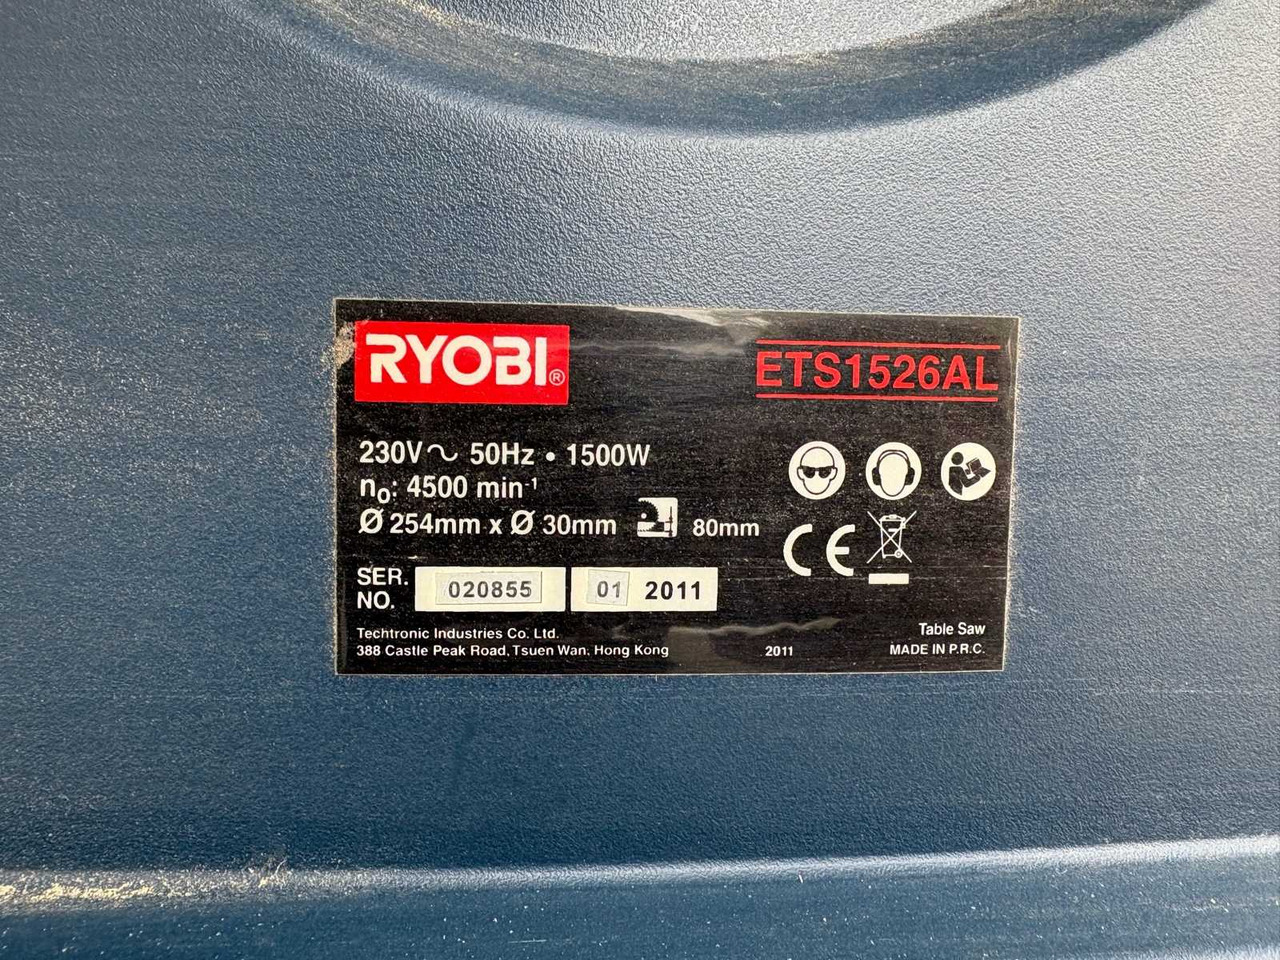 RYOBI®
ETS1526AL
230V~ 50Hz • 1500W
n₀: 4500 min⁻¹
Ø 254mm x Ø 30mm 80mm
CE
SER. NO. 020855 01 2011
Techtronic Industries Co. Ltd.
388 Castle Peak Road, Tsuen Wan, Hong Kong
2011
Table Saw
MADE IN P.R.C.